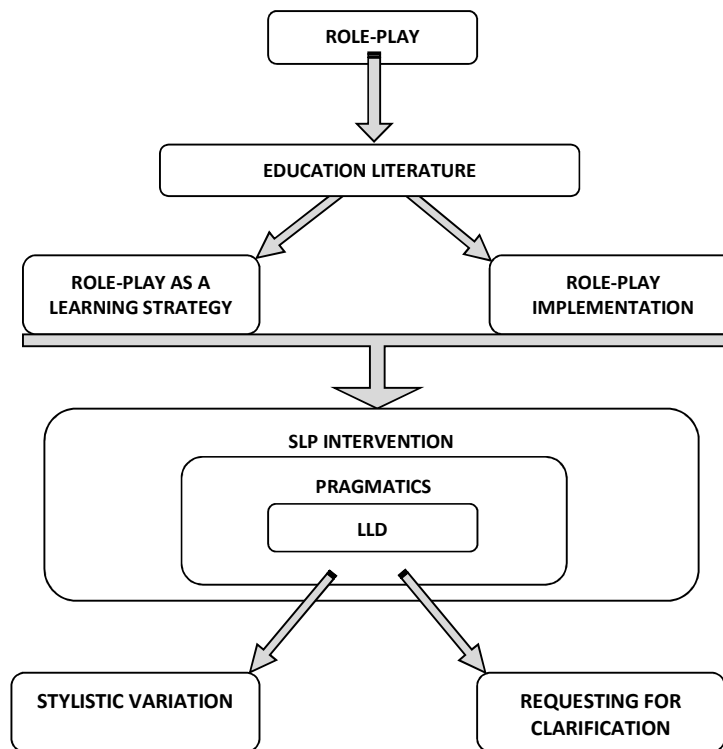 ROLE-PLAY
EDUCATION LITERATURE
ROLE-PLAY AS A
LEARNING STRATEGY
ROLE-PLAY
IMPLEMENTATION
SLP INTERVENTION
PRAGMATICS
LLD
STYLISTIC VARIATION
REQUESTING FOR
CLARIFICATION